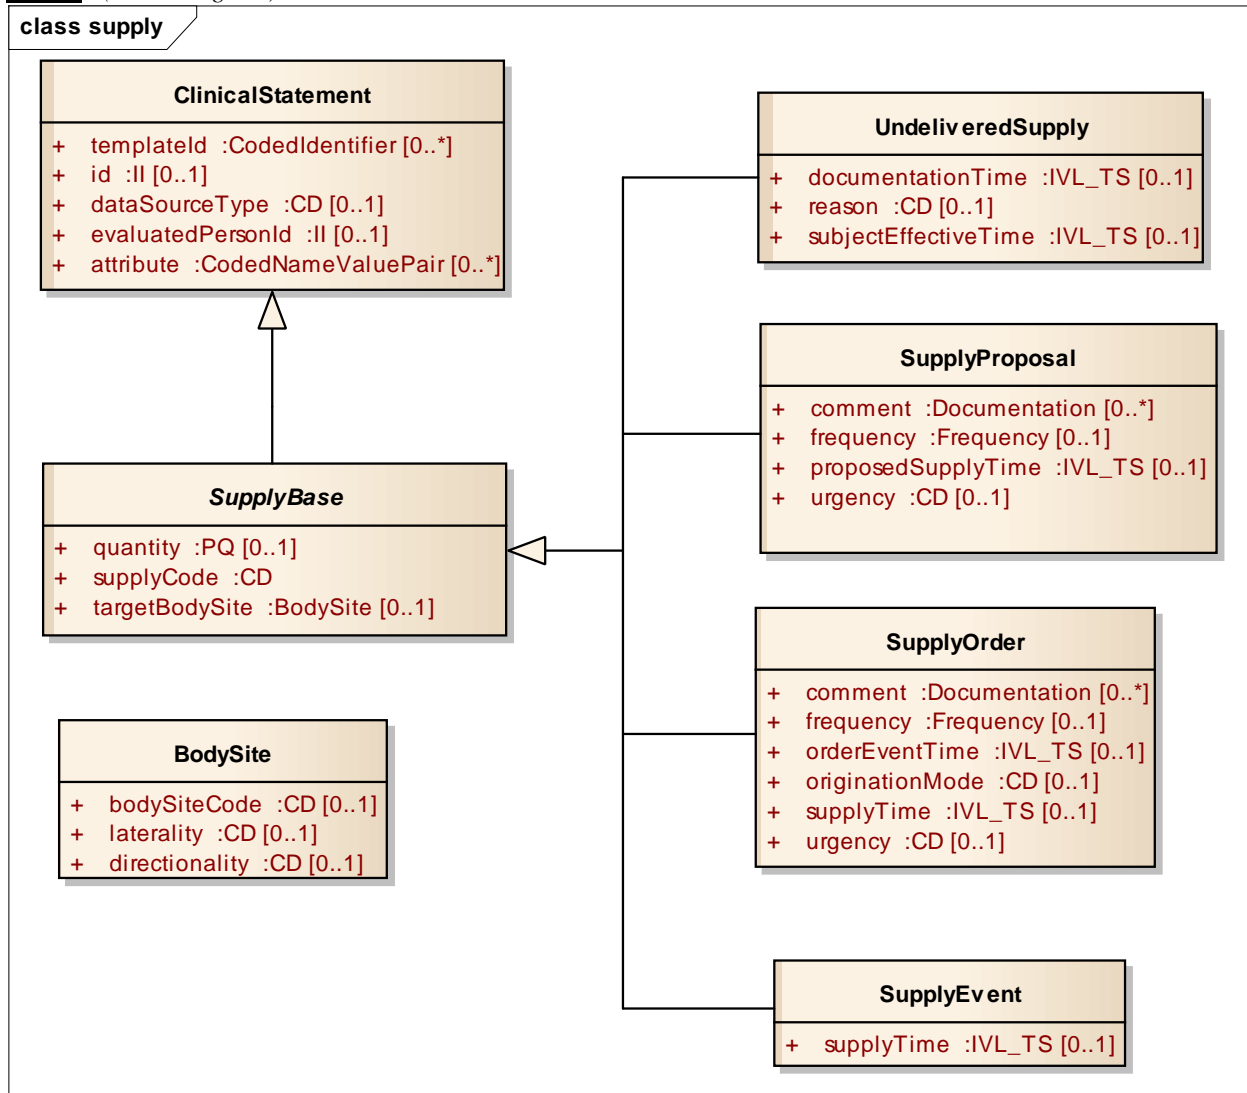 class supply
ClinicalStatement
+ templateId :CodedIdentifier [0..*]
+ id :II [0..1]
+ dataSourceType :CD [0..1]
+ evaluatedPersonId :II [0..1]
+ attribute :CodedNameValuePair [0..*]
UndeliveredSupply
+ documentationTime :IVL_TS [0..1]
+ reason :CD [0..1]
+ subjectEffectiveTime :IVL_TS [0..1]
SupplyProposal
+ comment :Documentation [0..*]
+ frequency :Frequency [0..1]
+ proposedSupplyTime :IVL_TS [0..1]
+ urgency :CD [0..1]
SupplyBase
+ quantity :PQ [0..1]
+ supplyCode :CD
+ targetBodySite :BodySite [0..1]
SupplyOrder
+ comment :Documentation [0..*]
+ frequency :Frequency [0..1]
+ orderEventTime :IVL_TS [0..1]
+ originationMode :CD [0..1]
+ supplyTime :IVL_TS [0..1]
+ urgency :CD [0..1]
BodySite
+ bodySiteCode :CD [0..1]
+ laterality :CD [0..1]
+ directionality :CD [0..1]
SupplyEvent
+ supplyTime :IVL_TS [0..1]